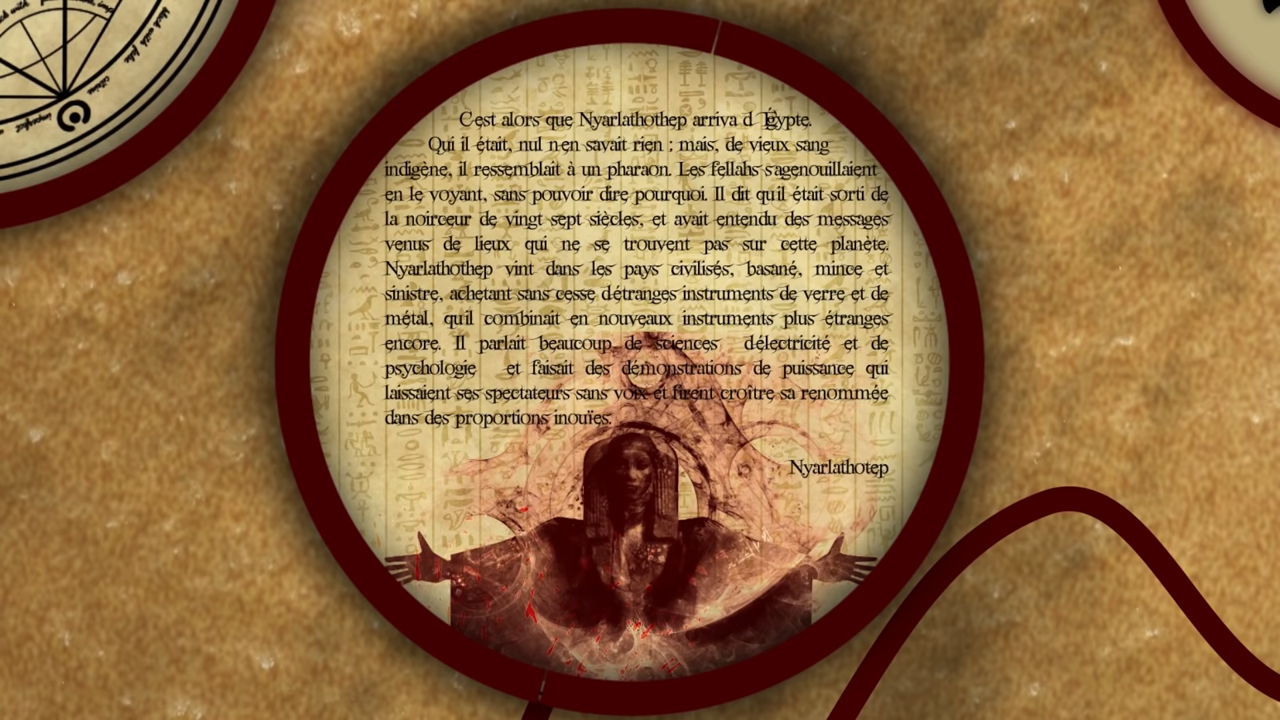 C'est alors que Nyarlathothep arriva d'Égypte.
Qui il était, nul n'en savait rien ; mais, de vieux sang
indigène, il ressemblait à un pharaon. Les fellahs s'agenouillaient
en le voyant, sans pouvoir dire pourquoi. Il dit qu'il était sorti de
la noirceur de vingt sept siècles, et avait entendu des messages
venus de lieux qui ne se trouvent pas sur cette planète.
Nyarlathothep vint dans les pays civilisés, basané, mince et
sinistre, achetant sans cesse d'étranges instruments de verre et de
métal, qu'il combinait en nouveaux instruments plus étranges
encore. Il parlait beaucoup de sciences d'électricité et de
psychologie et faisait des démonstrations de puissance qui
laissaient ses spectateurs sans voix et firent croître sa renommée
dans des proportions inouïes.
Nyarlathotep
imperfect